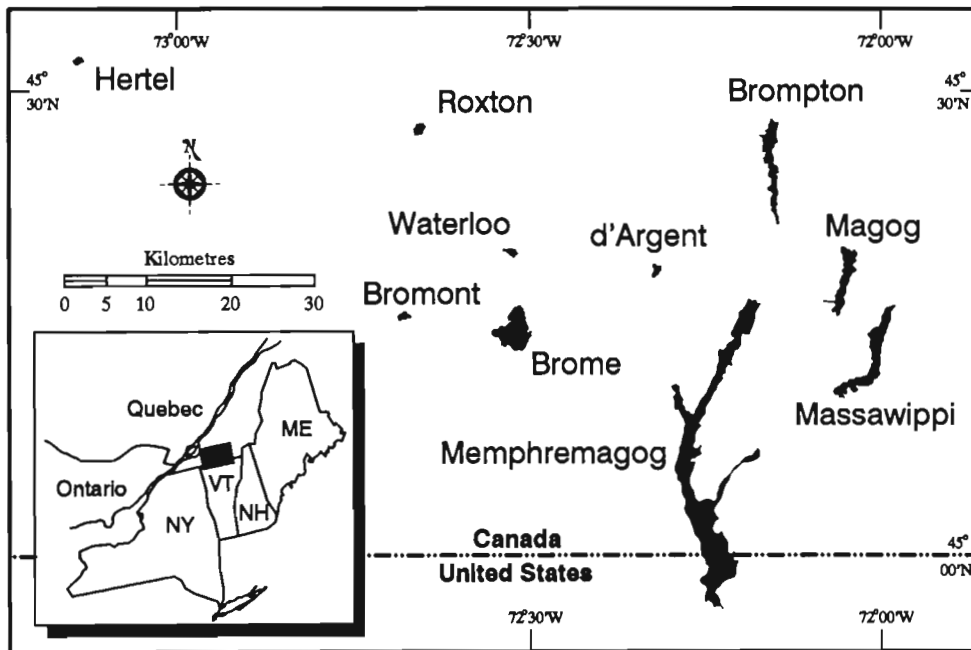 73°00'W
72°30'W
72°00'W
45°
30'N
45°
30'N
Hertel
Roxton
Brompton
N
Waterloo
d'Argent
Magog
Kilometres
0 5 10 20 30
Bromont
Brome
Massawippi
Memphremagog
Quebec
ME
Ontario
VT
NH
NY
Canada
United States
45°
00'N
72°30'W
72°00'W